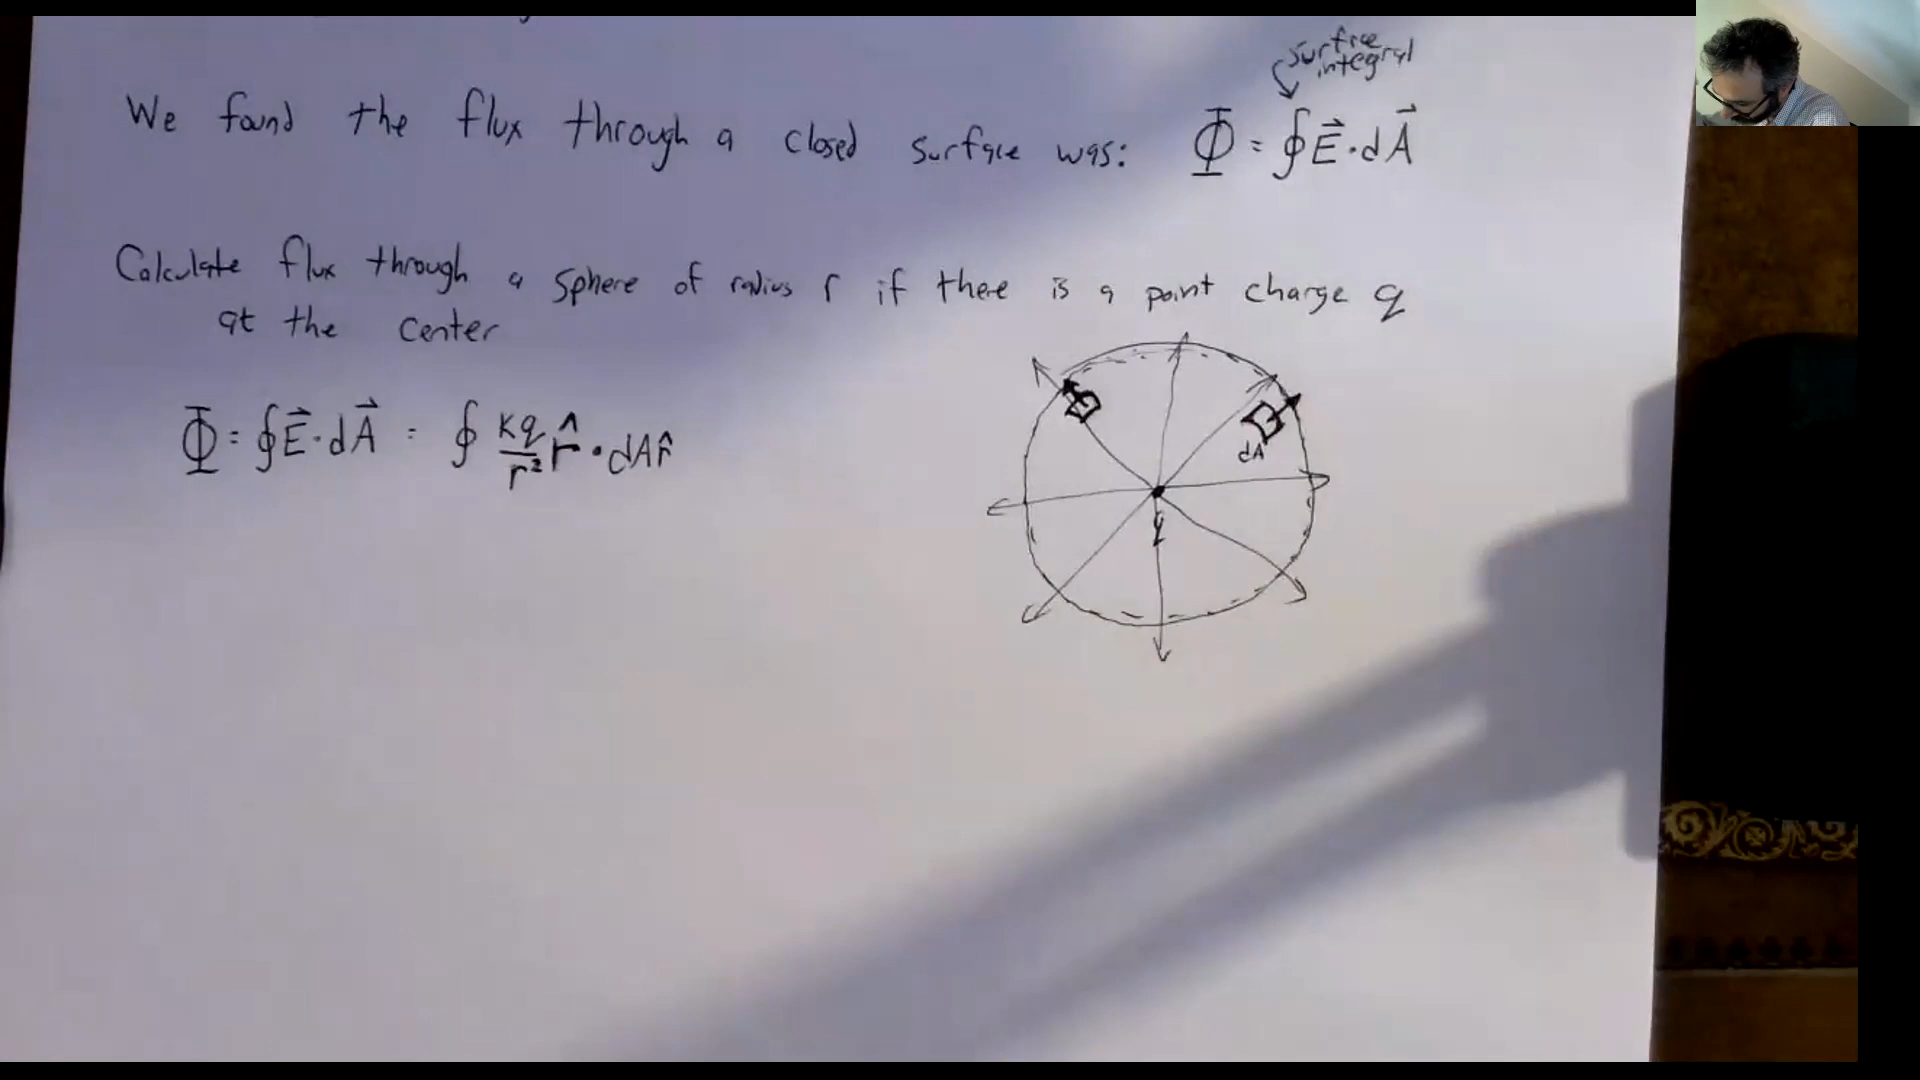 surface
integral
We found the flux through a closed surface was: Φ = ∮E⃗·dA⃗
Calculate flux through a sphere of radius r if there is a point charge q
at the center
Φ = ∮E⃗·dA⃗ = ∮ kq/r² r̂ · dA r̂
dA
q